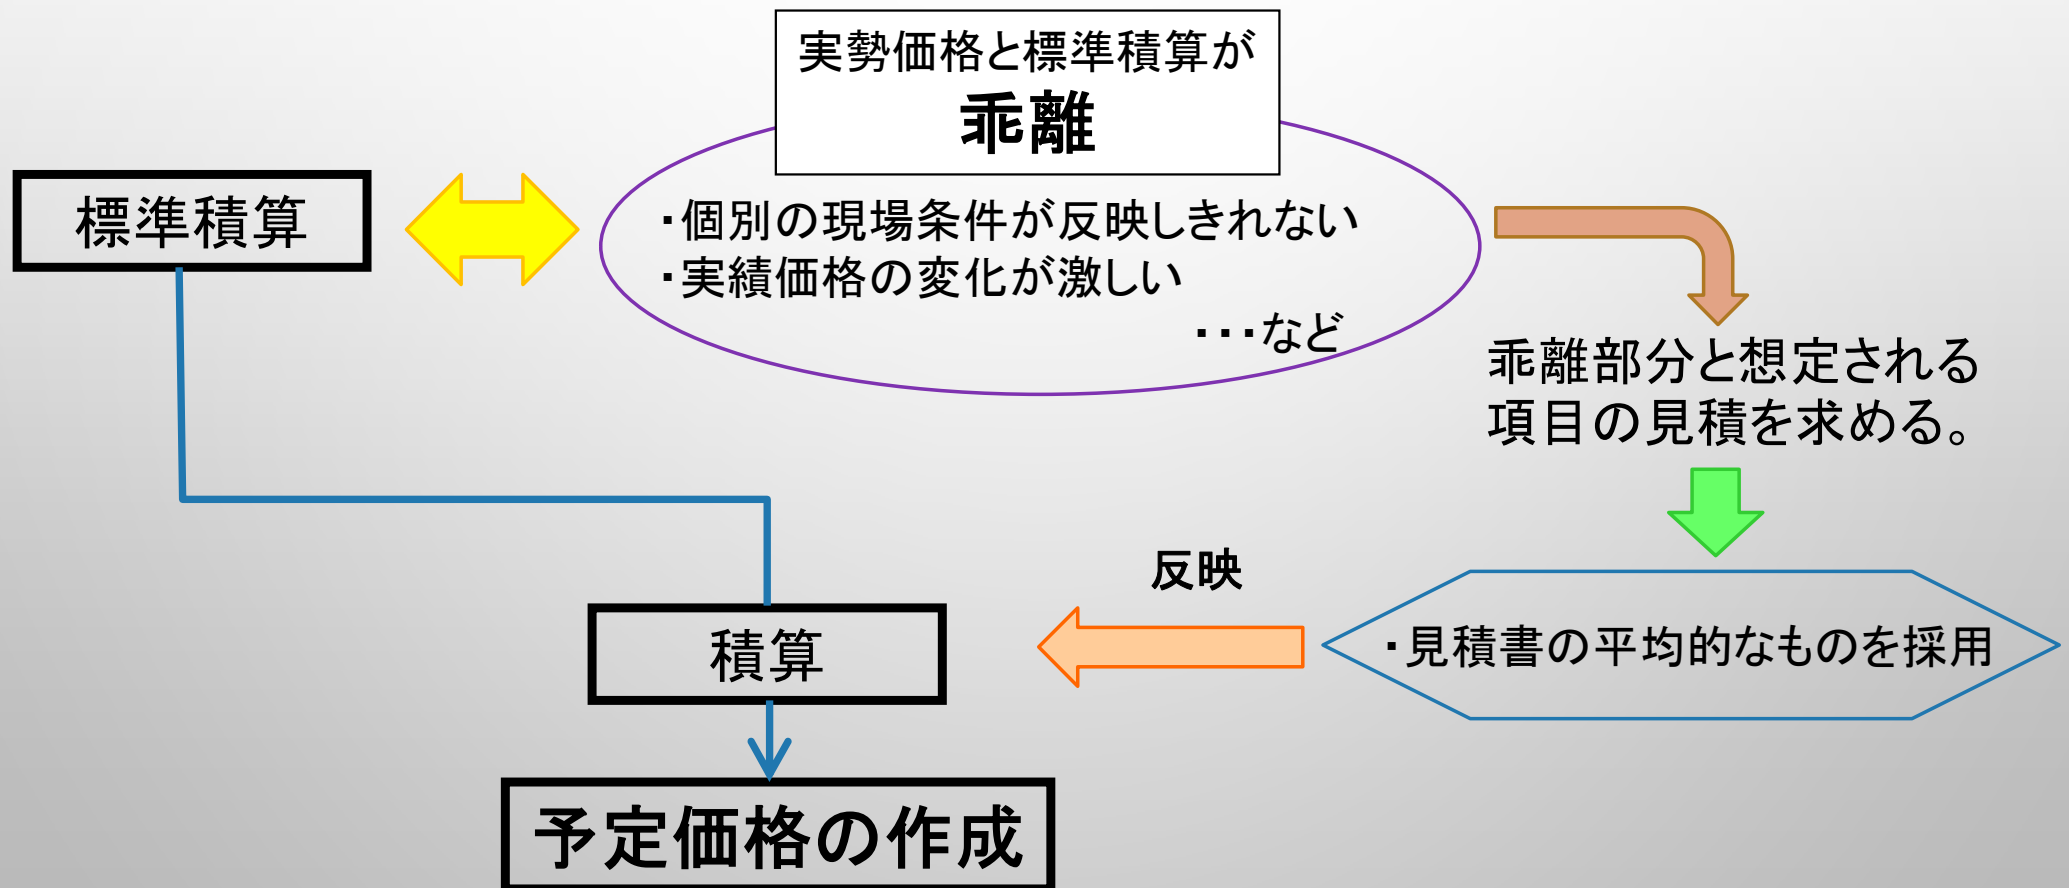 実勢価格と標準積算が
乖離
標準積算
・個別の現場条件が反映しきれない
・実績価格の変化が激しい
・・・など
乖離部分と想定される
項目の見積を求める。
反映
・見積書の平均的なものを採用
積算
予定価格の作成